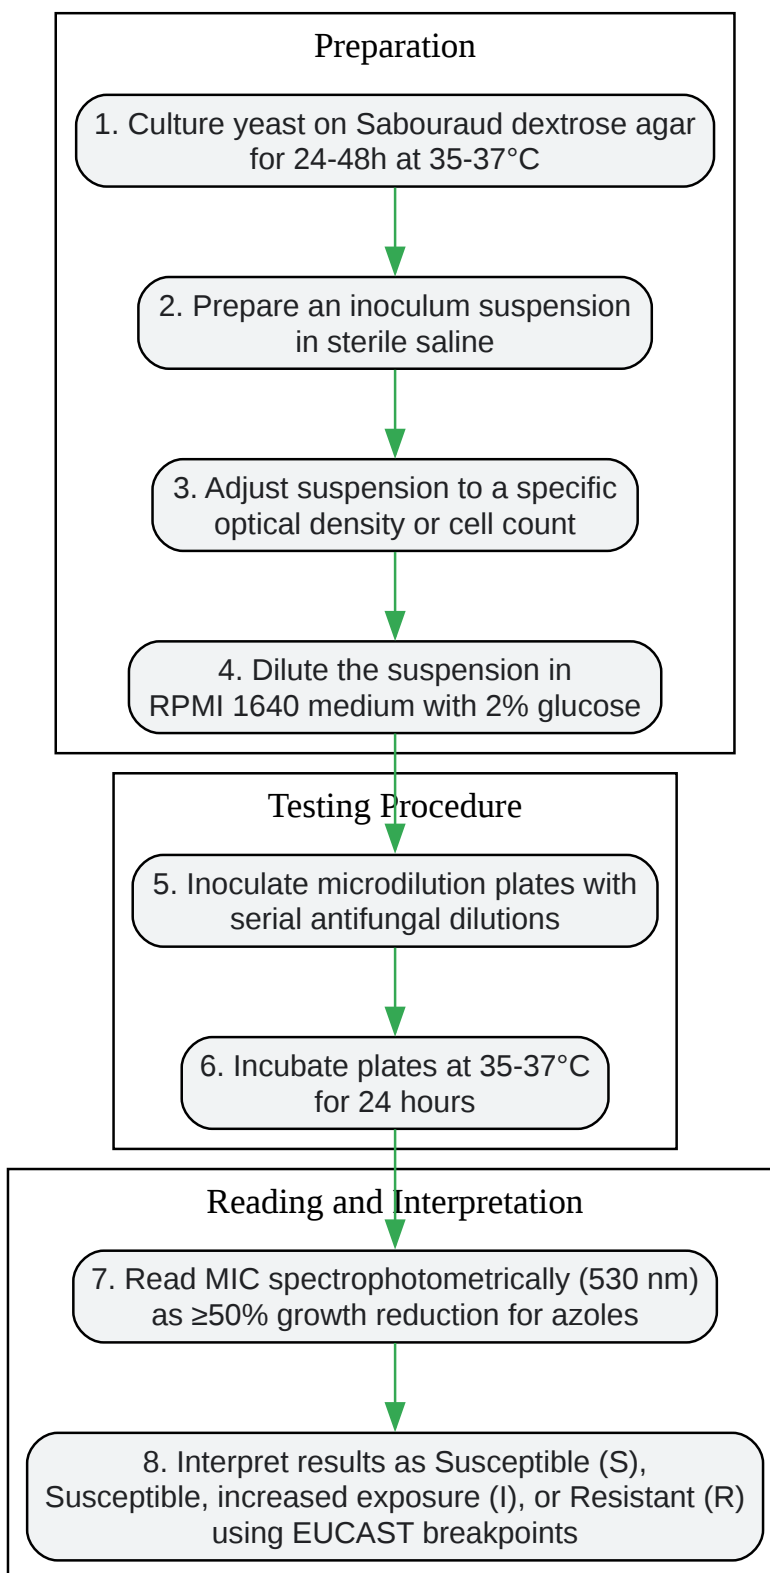 Preparation
1. Culture yeast on Sabouraud dextrose agar
for 24-48h at 35-37°C
2. Prepare an inoculum suspension
in sterile saline
3. Adjust suspension to a specific
optical density or cell count
4. Dilute the suspension in
RPMI 1640 medium with 2% glucose
Testing Procedure
5. Inoculate microdilution plates with
serial antifungal dilutions
6. Incubate plates at 35-37°C
for 24 hours
Reading and Interpretation
7. Read MIC spectrophotometrically (530 nm)
as ≥50% growth reduction for azoles
8. Interpret results as Susceptible (S),
Susceptible, increased exposure (I), or Resistant (R)
using EUCAST breakpoints